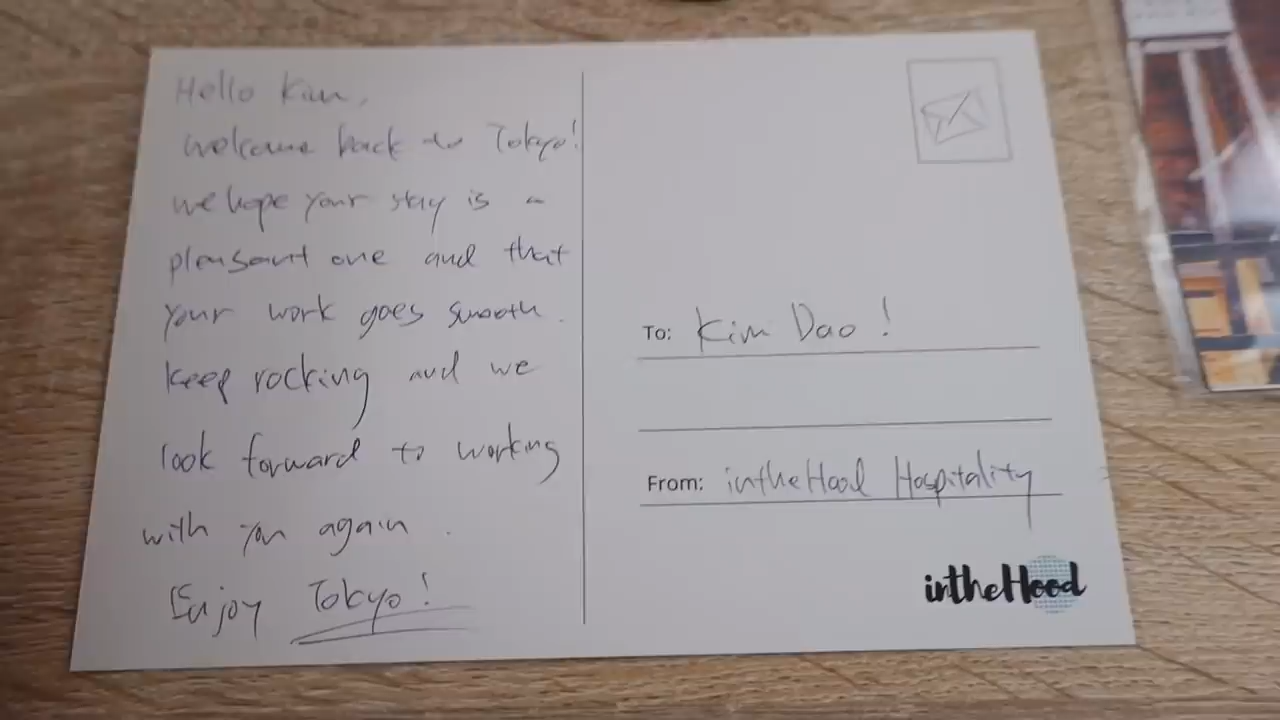 Hello Kim,
welcome back to Tokyo!
we hope your stay is a
pleasant one and that
your work goes smooth.
keep rocking and we
look forward to working
with you again.
Enjoy Tokyo!
To: Kim Dao!
From: intheHood Hospitality
intheHood